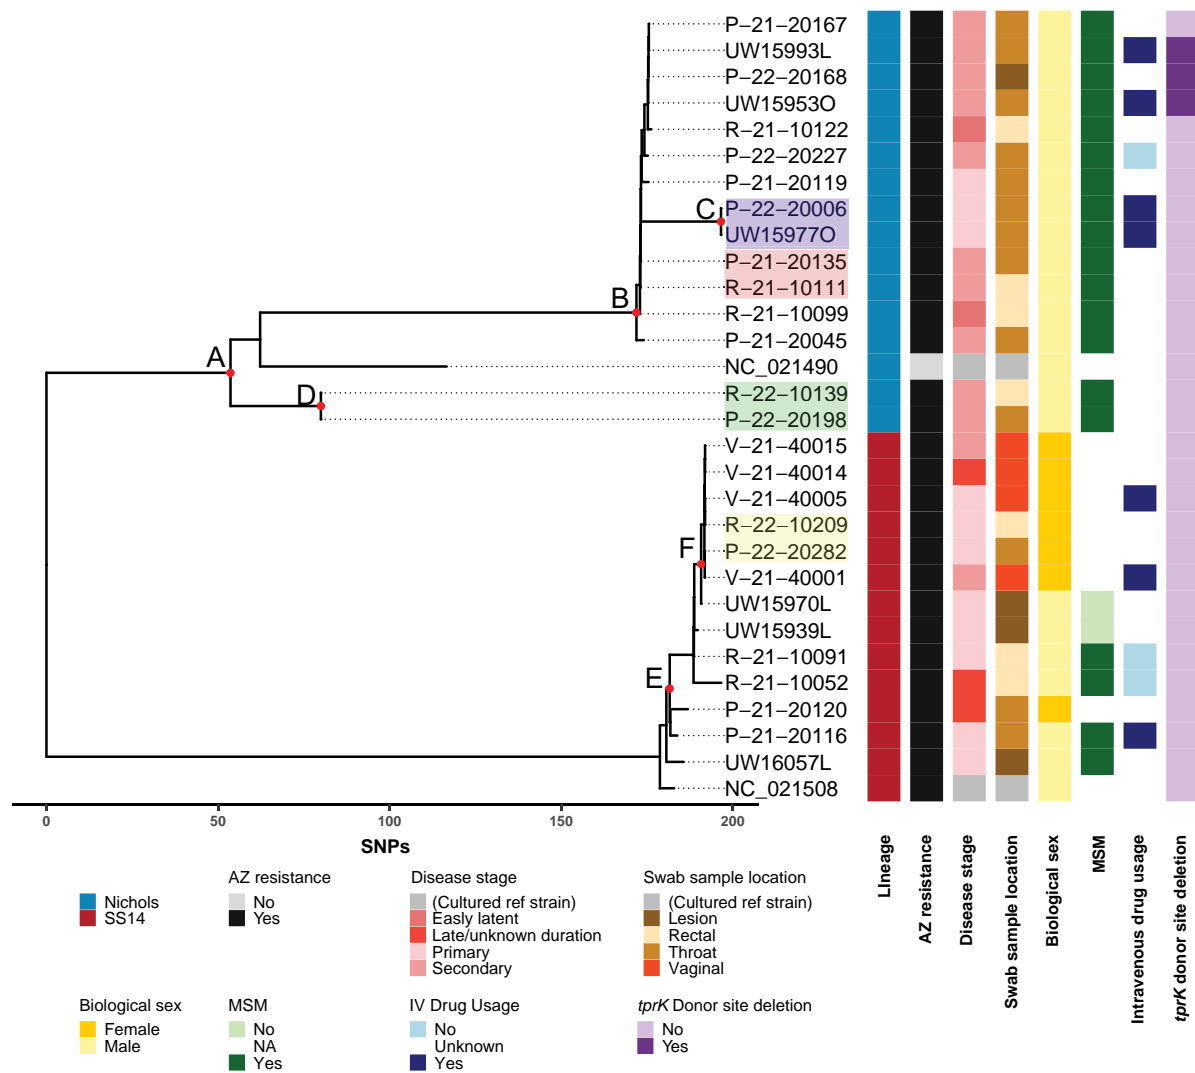 P−21−20167
UW15993L
P−22−20168
UW15953O
R−21−10122
P−22−20227
P−21−20119
C
P−22−20006
UW15977O
P−21−20135
R−21−10111
B
R−21−10099
P−21−20045
A
NC_021490
D
R−22−10139
P−22−20198
V−21−40015
V−21−40014
V−21−40005
R−22−10209
F
P−22−20282
V−21−40001
UW15970L
UW15939L
R−21−10091
E
R−21−10052
P−21−20120
P−21−20116
UW16057L
NC_021508
0 50 100 150 200
SNPs
LIneage
AZ resistance
Disease stage
Swab sample location
Biological sex
MSM
Intravenous drug usage
tprK donor site deletion
Nichols
SS14
AZ resistance
No
Yes
Disease stage
(Cultured ref strain)
Easly latent
Late/unknown duration
Primary
Secondary
Swab sample location
(Cultured ref strain)
Lesion
Rectal
Throat
Vaginal
Biological sex
Female
Male
MSM
No
NA
Yes
IV Drug Usage
No
Unknown
Yes
tprK Donor site deletion
No
Yes